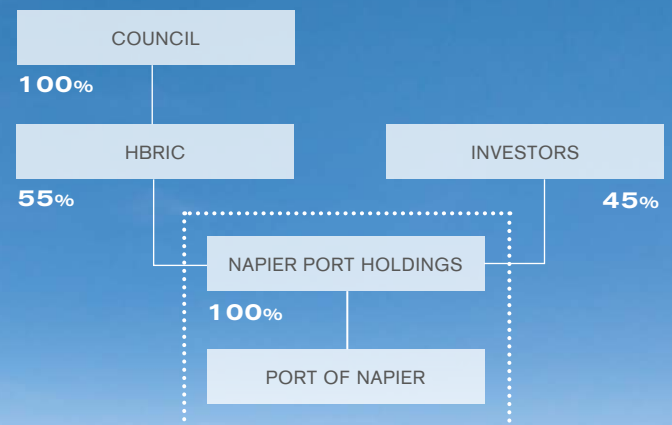 COUNCIL
100%
HBRIC
INVESTORS
55%
45%
NAPIER PORT HOLDINGS
100%
PORT OF NAPIER